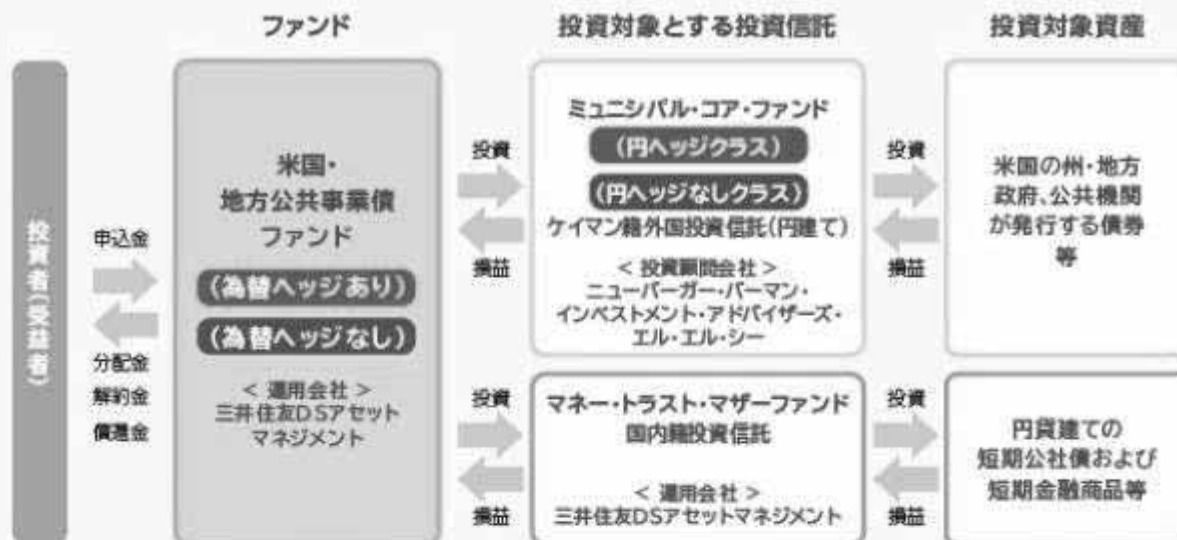 ファンド
投資対象とする投資信託
投資対象資産
投資者(受益者)
申込金
分配金
解約金
償還金
米国・
地方公共事業債
ファンド
(為替ヘッジあり)
(為替ヘッジなし)
< 運用会社 >
三井住友DSアセット
マネジメント
投資
損益
ミュニシパル・コア・ファンド
(円ヘッジクラス)
(円ヘッジなしクラス)
ケイマン籍外国投資信託(円建て)
< 投資顧問会社 >
ニューバーガー・バーマン・
インベストメント・アドバイザーズ・
エル・エル・シー
投資
損益
米国の州・地方
政府、公共機関
が発行する債券
等
投資
損益
マネー・トラスト・マザーファンド
国内籍投資信託
< 運用会社 >
三井住友DSアセットマネジメント
投資
損益
円貨建ての
短期公社債および
短期金融商品等